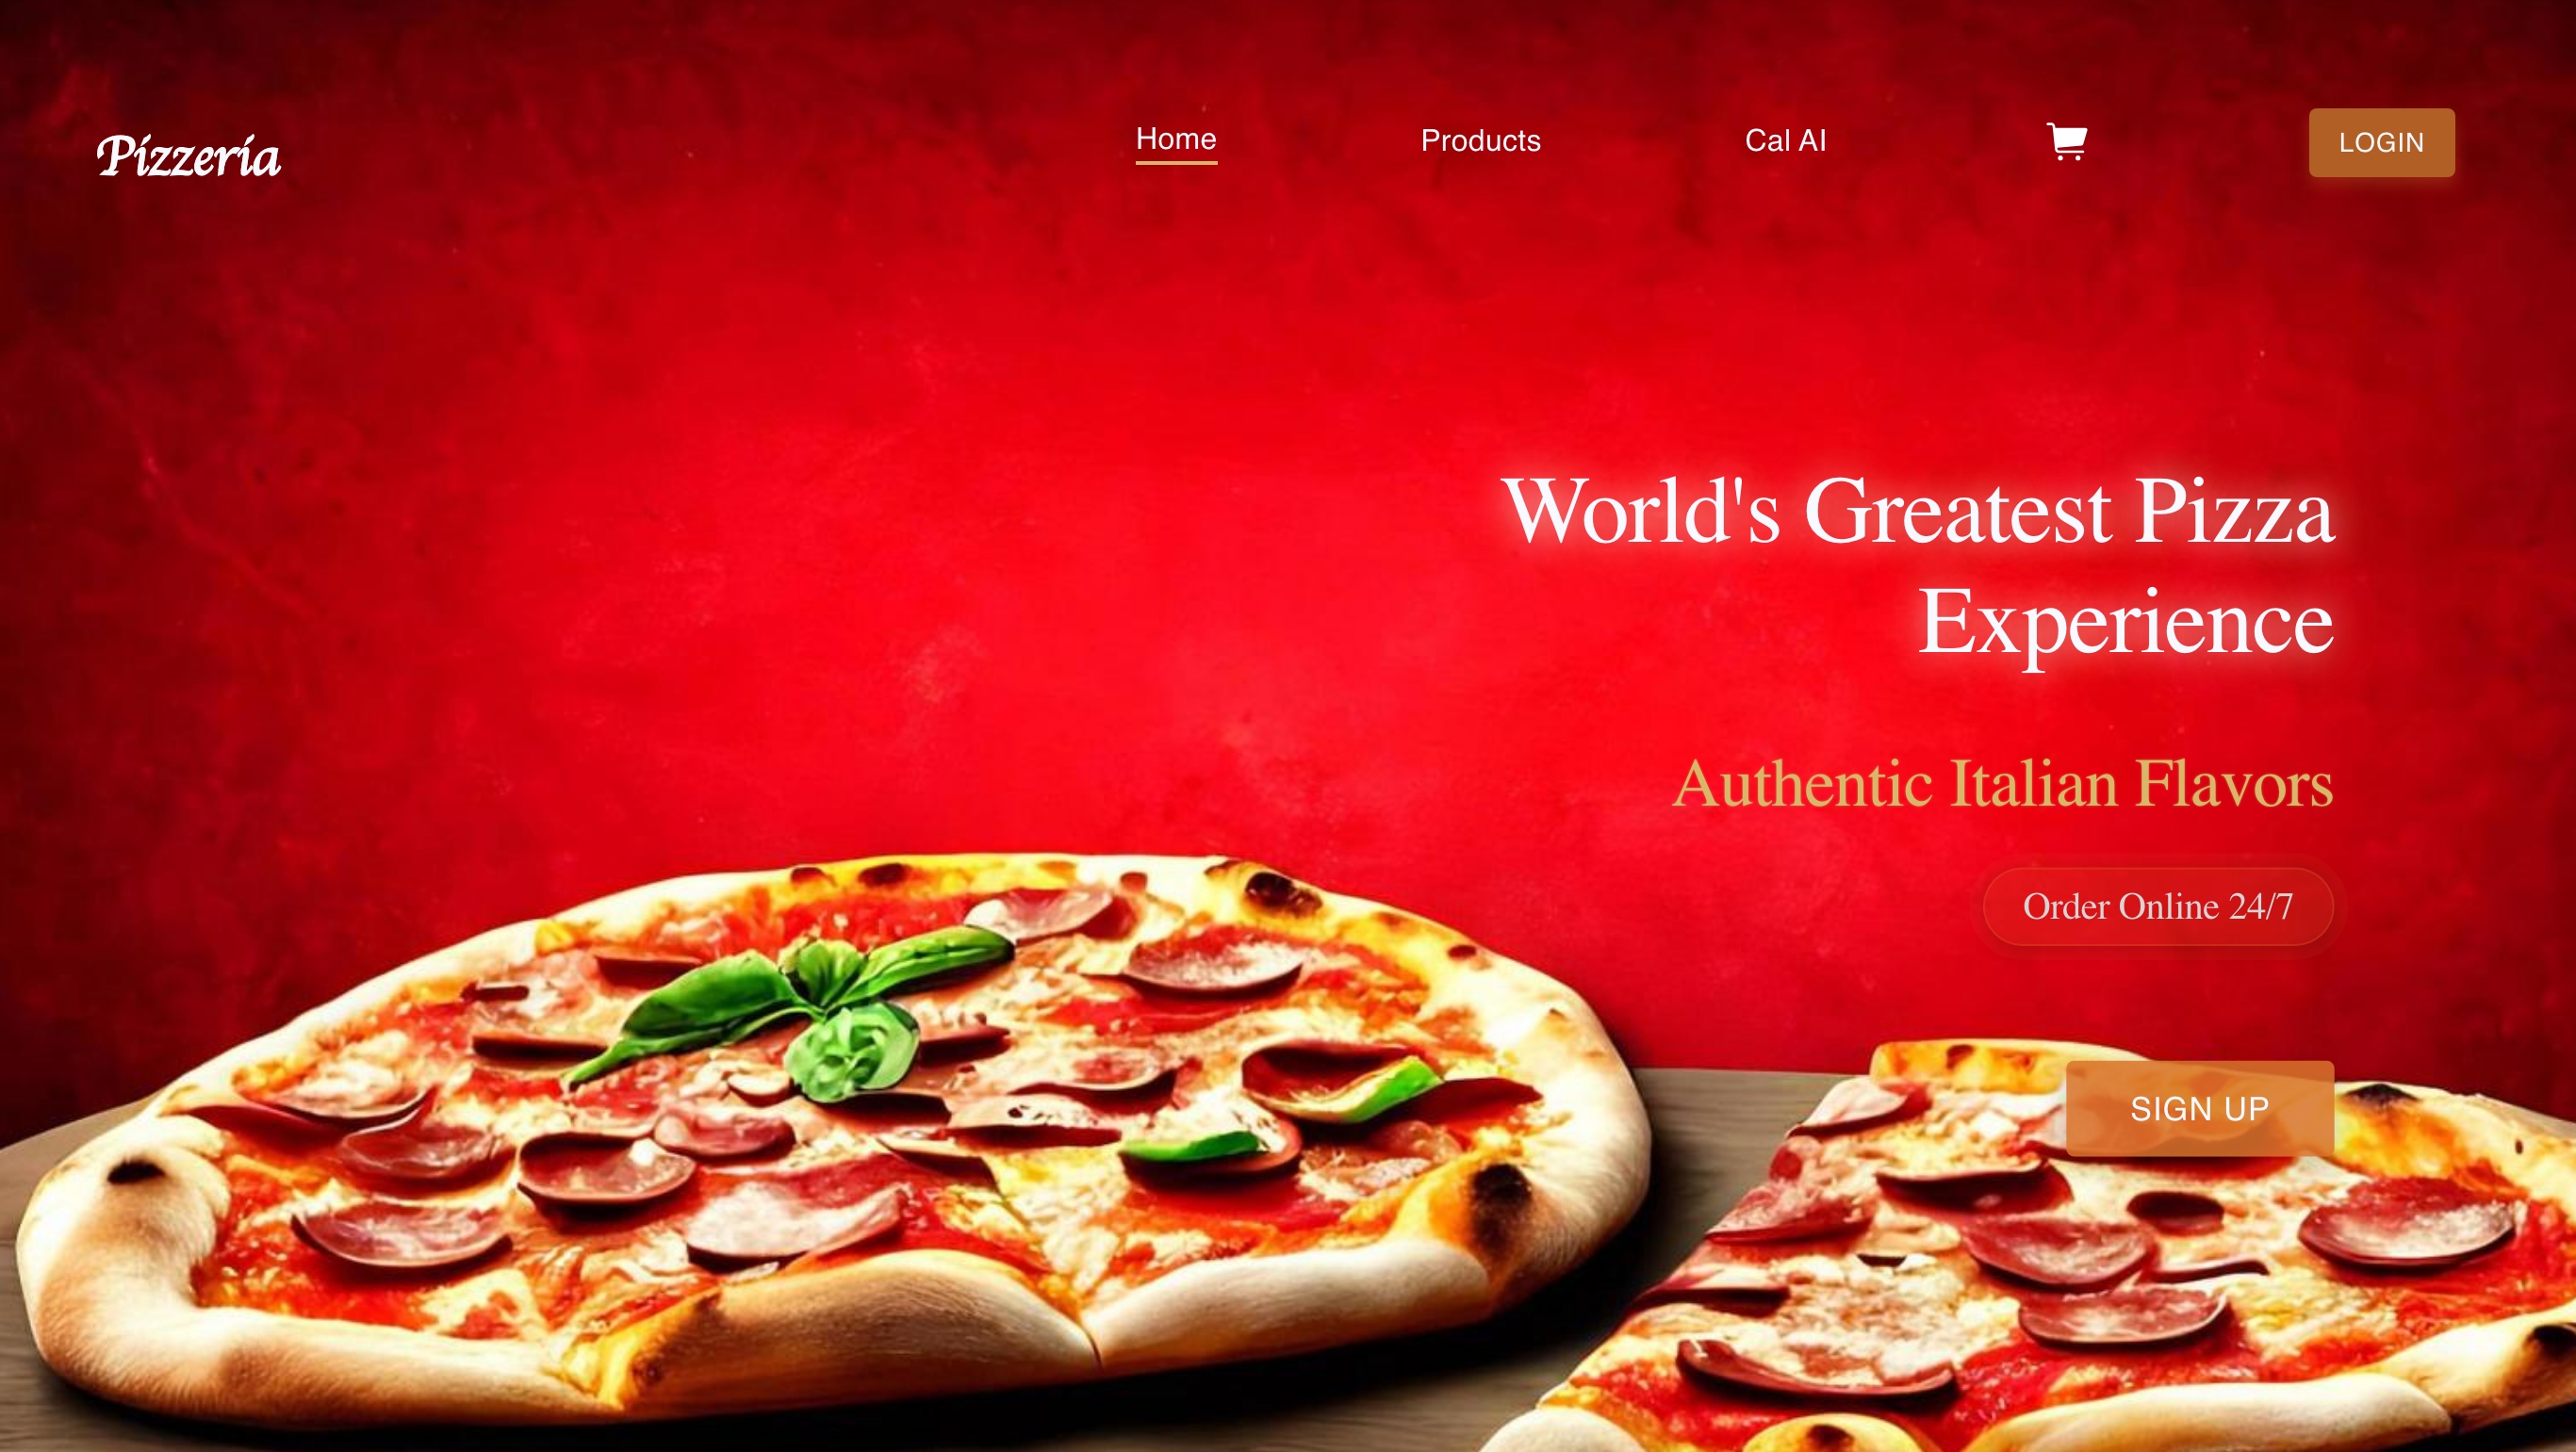 Pizzeria
Home
Products
Cal AI
LOGIN
World's Greatest Pizza
Experience
Authentic Italian Flavors
Order Online 24/7
SIGN UP